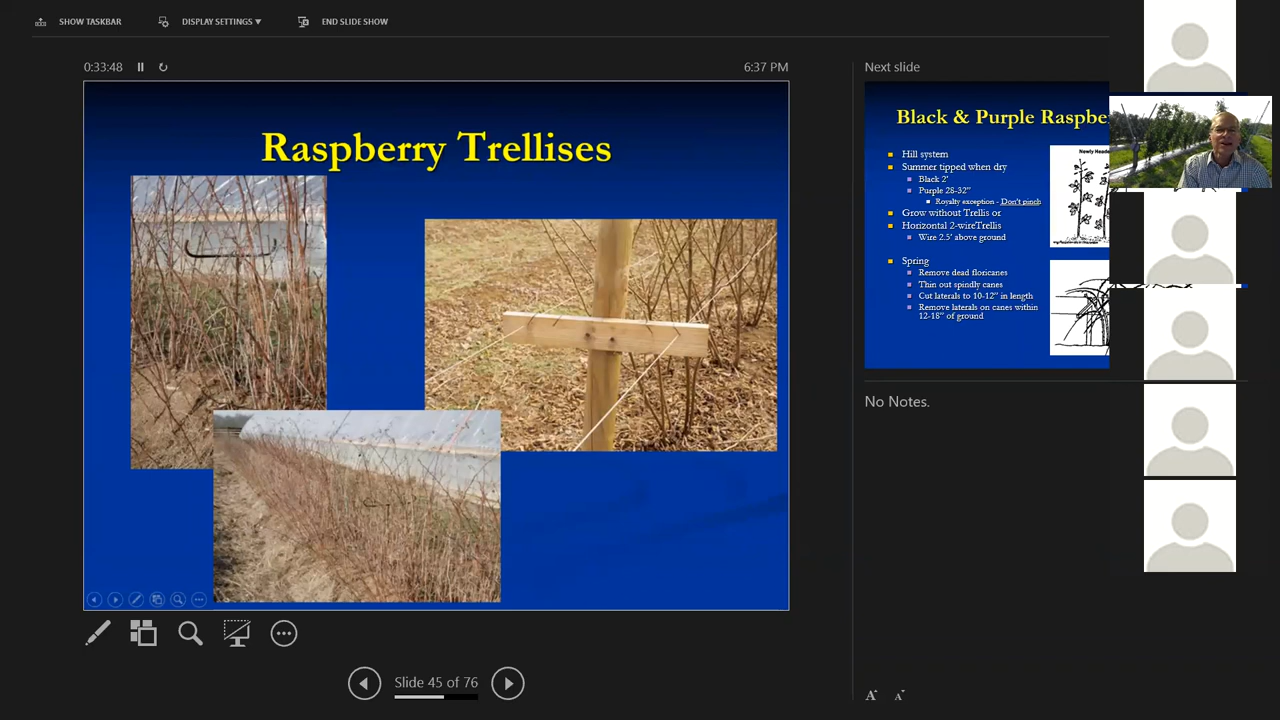 SHOW TASKBAR
DISPLAY SETTINGS ▼
END SLIDE SHOW
0:33:48
6:37 PM
Raspberry Trellises
Slide 45 of 76
Next slide
Black & Purple Raspbe
Hill system
Summer tipped when dry
Black 2'
Purple 28-32"
Royalty exception - Don't pinch
Grow without Trellis or
Horizontal 2-wireTrellis
Wire 2.5' above ground
Spring
Remove dead floricanes
Thin out spindly canes
Cut laterals to 10-12" in length
Remove laterals on canes within
12-18" of ground
No Notes.
A A